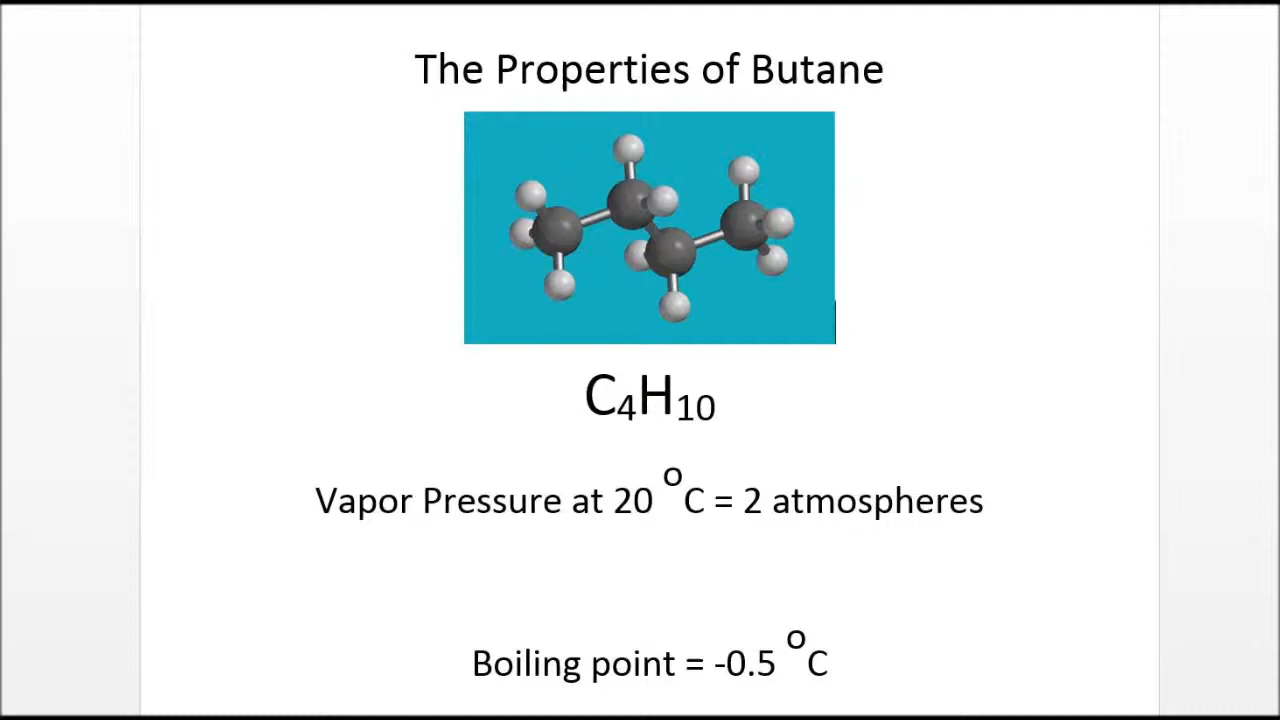 The Properties of Butane
C₄H₁₀
Vapor Pressure at 20 °C = 2 atmospheres
Boiling point = -0.5 °C